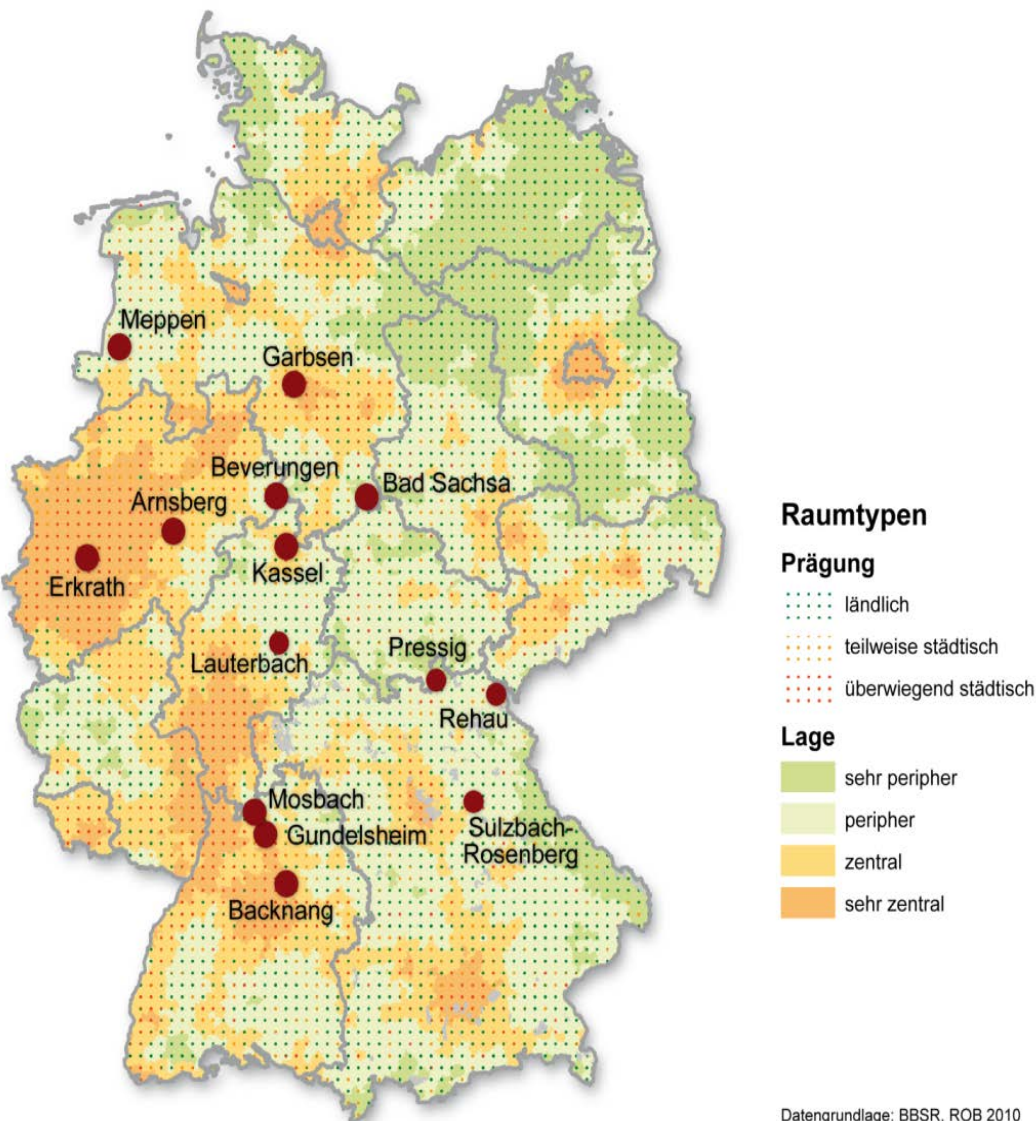 Meppen
Garbsen
Beverungen
Bad Sachsa
Arnsberg
Erkrath
Kassel
Lauterbach
Pressig
Rehau
Mosbach
Gundelsheim
Sulzbach-
Rosenberg
Backnang
Raumtypen
Prägung
ländlich
teilweise städtisch
überwiegend städtisch
Lage
sehr peripher
peripher
zentral
sehr zentral
Datengrundlage: BBSR, ROB 2010